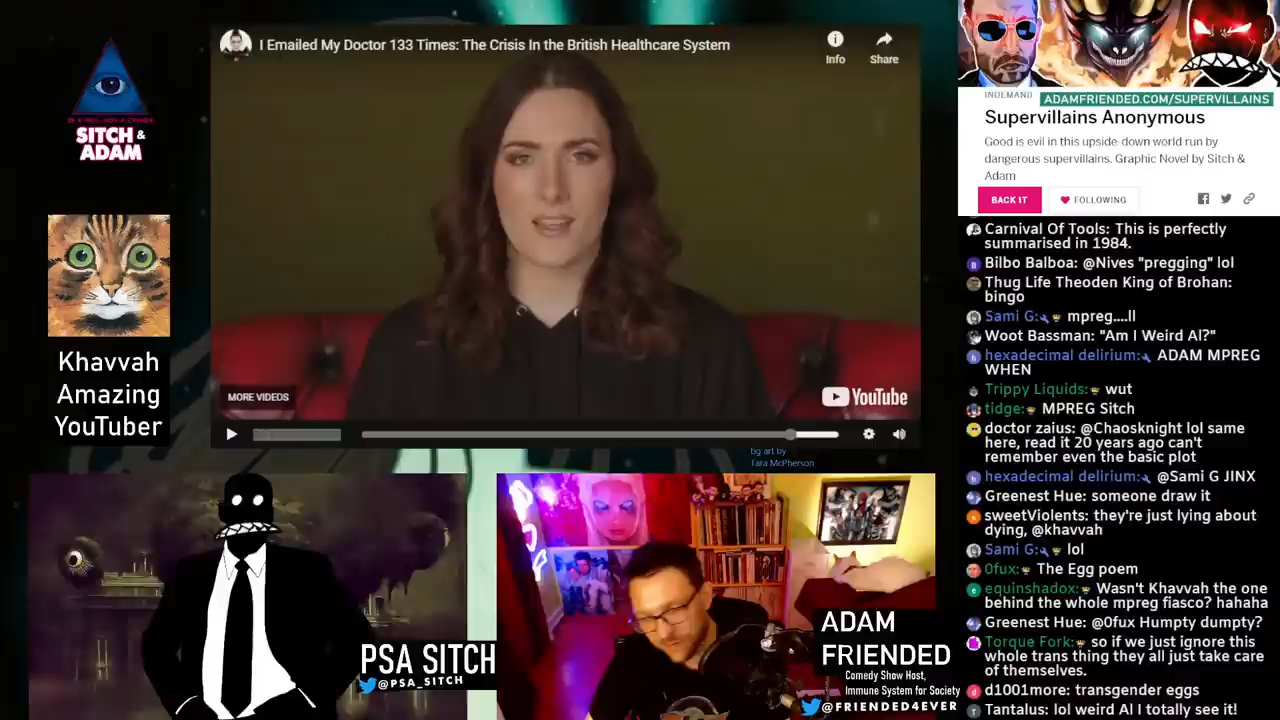 I Emailed My Doctor 133 Times: The Crisis In the British Healthcare System
Info
Share
MORE VIDEOS
YouTube
SITCH &
ADAM
Khavvah
Amazing
YouTuber
bg art by
Tara McPherson
PSA SITCH
@PSA_SITCH
ADAM
FRIENDED
Comedy Show Host,
Immune System for Society
@FRIENDED4EVER
INDEMAND
ADAMFRIENDED.COM/SUPERVILLAINS
Supervillains Anonymous
Good is evil in this upside-down world run by
dangerous supervillains. Graphic Novel by Sitch &
Adam
BACK IT
FOLLOWING
Carnival Of Tools: This is perfectly
summarised in 1984.
Bilbo Balboa: @Nives "pregging" lol
Thug Life Theoden King of Brohan:
bingo
Sami G: mpreg....ll
Woot Bassman: "Am I Weird Al?"
hexadecimal delirium: ADAM MPREG
WHEN
Trippy Liquids: wut
tidge: MPREG Sitch
doctor zaius: @Chaosknight lol same
here, read it 20 years ago can't
remember even the basic plot
hexadecimal delirium: @Sami G JINX
Greenest Hue: someone draw it
sweetViolents: they're just lying about
dying, @khavvah
Sami G: lol
0fux: The Egg poem
equinshadox: Wasn't Khavvah the one
behind the whole mpreg fiasco? hahaha
Greenest Hue: @0fux Humpty dumpty?
Torque Fork: so if we just ignore this
whole trans thing they all just take care
of themselves.
d1001more: transgender eggs
Tantalus: lol weird Al I totally see it!